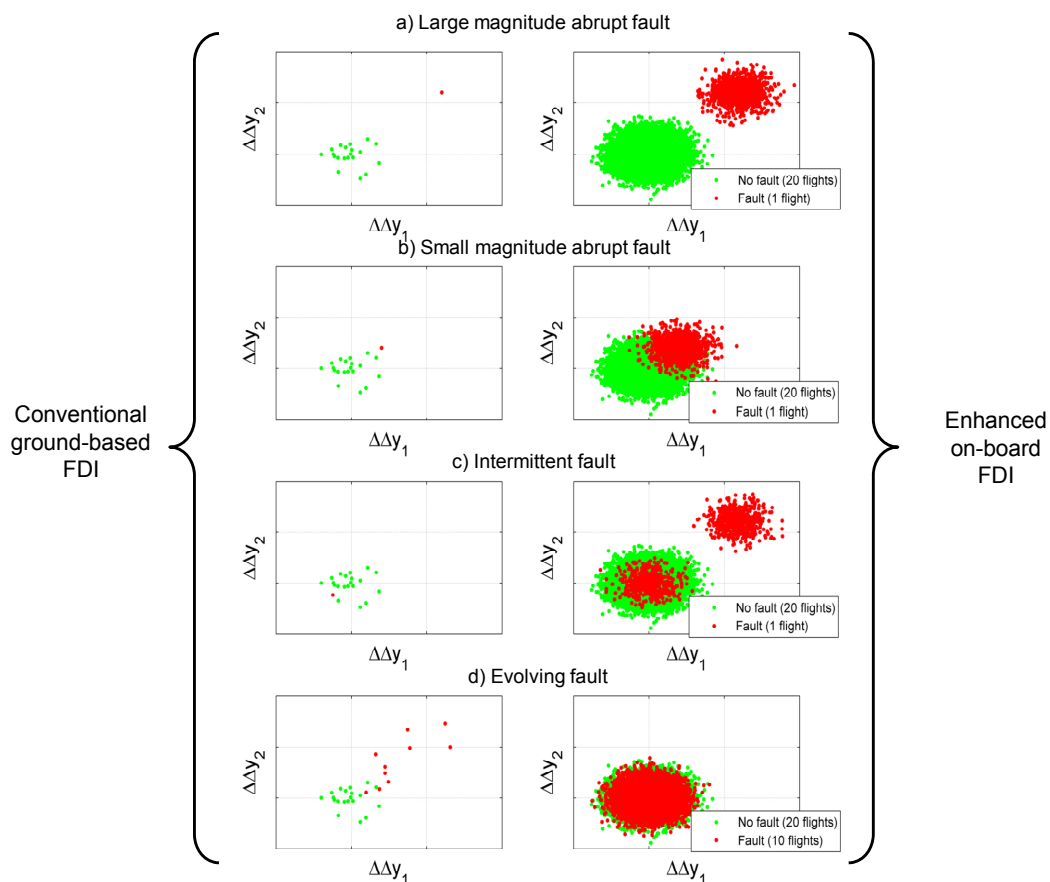 a) Large magnitude abrupt fault
ΔΔy2
ΔΔy1
ΔΔy2
No fault (20 flights)
Fault (1 flight)
ΔΔy1
b) Small magnitude abrupt fault
ΔΔy2
ΔΔy1
ΔΔy2
No fault (20 flights)
Fault (1 flight)
ΔΔy1
Conventional
ground-based
FDI
Enhanced
on-board
FDI
c) Intermittent fault
ΔΔy2
ΔΔy1
ΔΔy2
No fault (20 flights)
Fault (1 flight)
ΔΔy1
d) Evolving fault
ΔΔy2
ΔΔy1
ΔΔy2
No fault (20 flights)
Fault (10 flights)
ΔΔy1